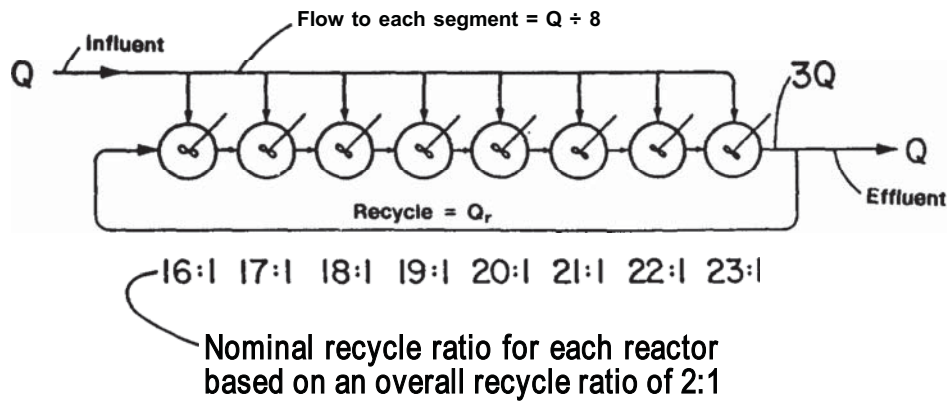 Flow to each segment = Q ÷ 8
Influent
Q
3Q
Q
Effluent
Recycle = Qr
16:1 17:1 18:1 19:1 20:1 21:1 22:1 23:1
Nominal recycle ratio for each reactor
based on an overall recycle ratio of 2:1